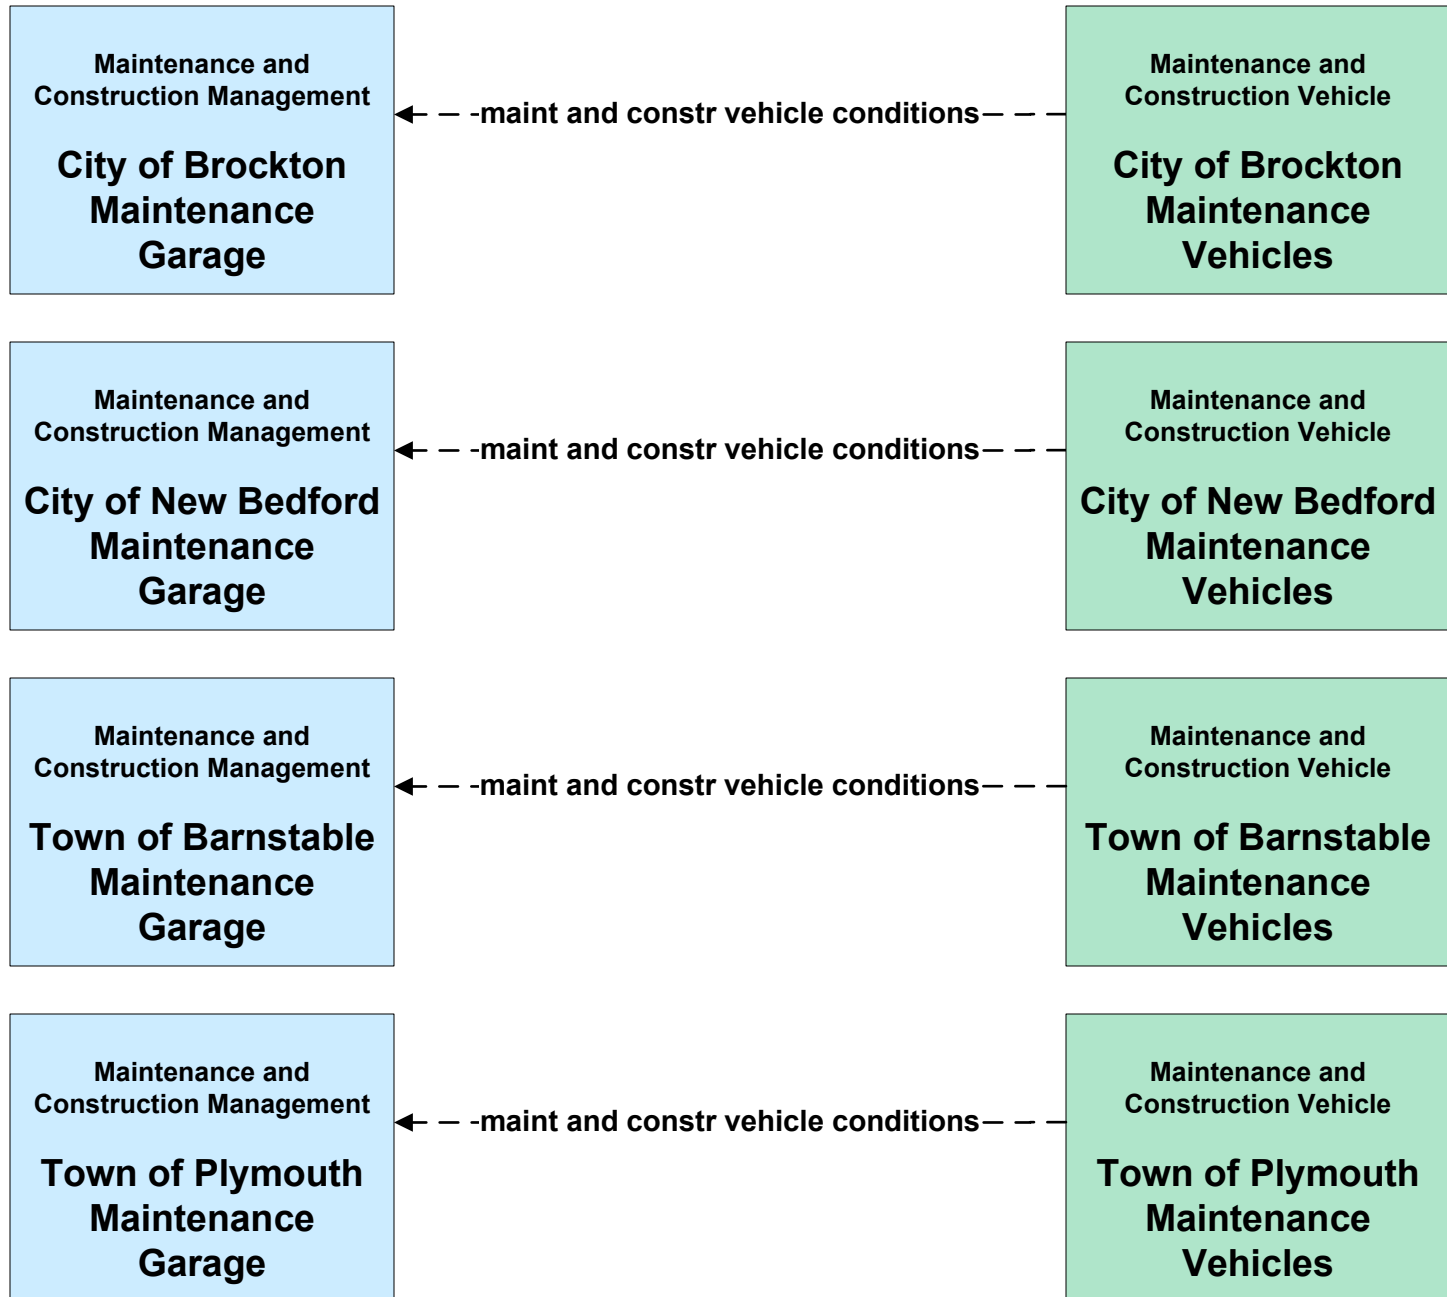 Maintenance and
Construction Management
City of Brockton
Maintenance
Garage
maint and constr vehicle conditions
Maintenance and
Construction Vehicle
City of Brockton
Maintenance
Vehicles
Maintenance and
Construction Management
City of New Bedford
Maintenance
Garage
maint and constr vehicle conditions
Maintenance and
Construction Vehicle
City of New Bedford
Maintenance
Vehicles
Maintenance and
Construction Management
Town of Barnstable
Maintenance
Garage
maint and constr vehicle conditions
Maintenance and
Construction Vehicle
Town of Barnstable
Maintenance
Vehicles
Maintenance and
Construction Management
Town of Plymouth
Maintenance
Garage
maint and constr vehicle conditions
Maintenance and
Construction Vehicle
Town of Plymouth
Maintenance
Vehicles